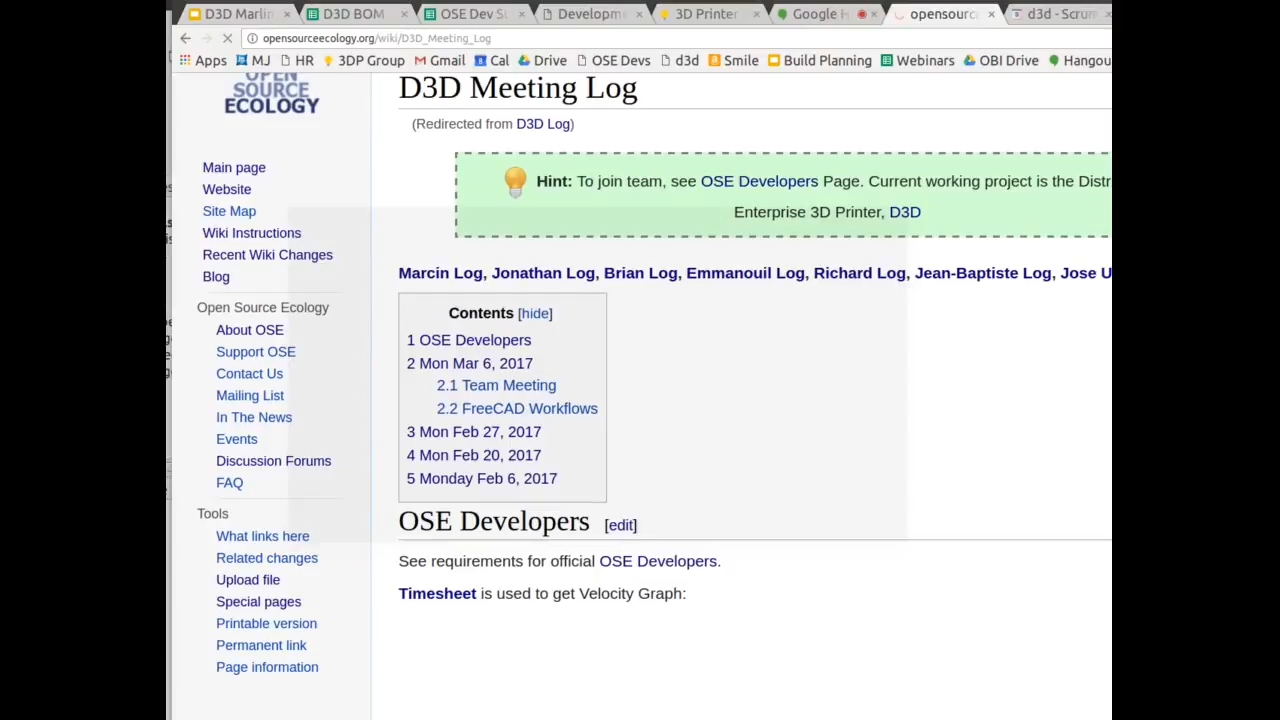 D3D Marlin
D3D BOM
OSE Dev S
Developm
3D Printer
Google H
opensourc
d3d - Scrum
opensourceecology.org/wiki/D3D_Meeting_Log
Apps MJ HR 3DP Group Gmail Cal Drive OSE Devs d3d Smile Build Planning Webinars OBI Drive Hangou
OPEN
SOURCE
ECOLOGY
Main page
Website
Site Map
Wiki Instructions
Recent Wiki Changes
Blog
Open Source Ecology
About OSE
Support OSE
Contact Us
Mailing List
In The News
Events
Discussion Forums
FAQ
Tools
What links here
Related changes
Upload file
Special pages
Printable version
Permanent link
Page information
D3D Meeting Log
(Redirected from D3D Log)
Hint: To join team, see OSE Developers Page. Current working project is the Distr
Enterprise 3D Printer, D3D
Marcin Log, Jonathan Log, Brian Log, Emmanouil Log, Richard Log, Jean-Baptiste Log, Jose U
Contents [hide]
1 OSE Developers
2 Mon Mar 6, 2017
2.1 Team Meeting
2.2 FreeCAD Workflows
3 Mon Feb 27, 2017
4 Mon Feb 20, 2017
5 Monday Feb 6, 2017
OSE Developers [edit]
See requirements for official OSE Developers.
Timesheet is used to get Velocity Graph: